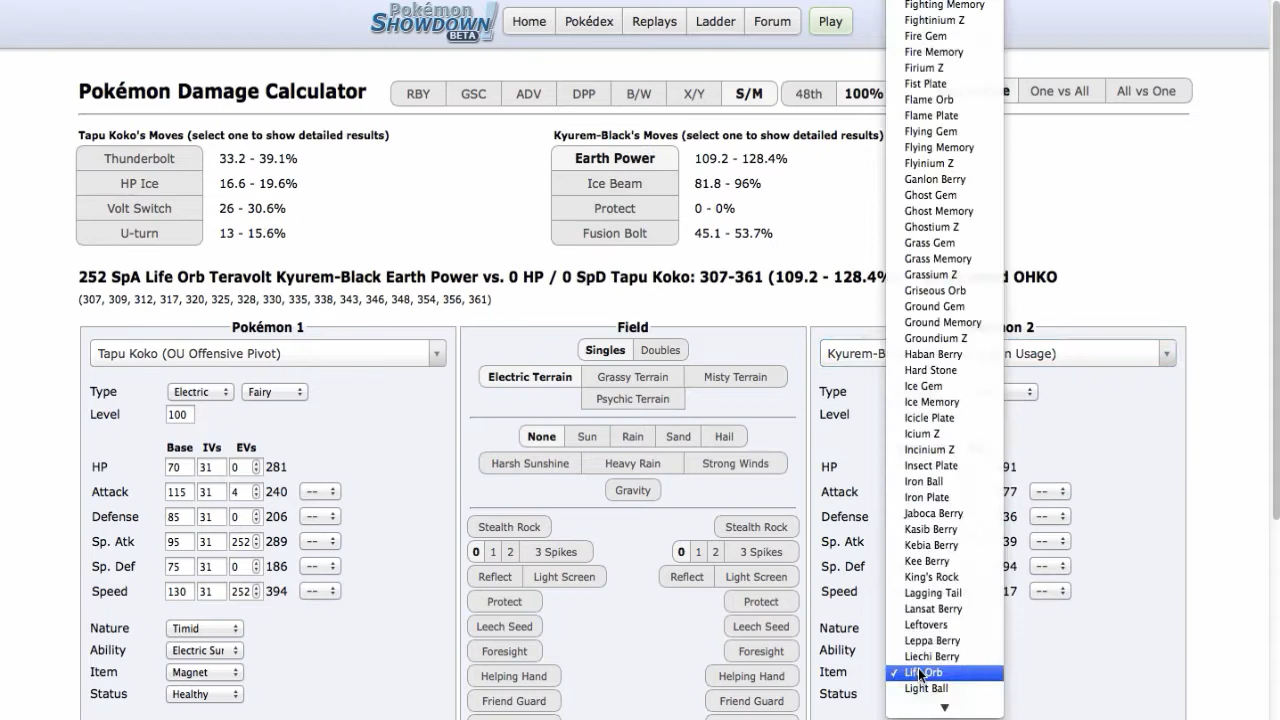 Pokémon
SHOWDOWN!
BETA
Home Pokédex Replays Ladder Forum Play
Pokémon Damage Calculator RBY GSC ADV DPP B/W X/Y S/M 48th 100% One vs All All vs One
Tapu Koko's Moves (select one to show detailed results)
Thunderbolt 33.2 - 39.1%
HP Ice 16.6 - 19.6%
Volt Switch 26 - 30.6%
U-turn 13 - 15.6%
Kyurem-Black's Moves (select one to show detailed results)
Earth Power 109.2 - 128.4%
Ice Beam 81.8 - 96%
Protect 0 - 0%
Fusion Bolt 45.1 - 53.7%
252 SpA Life Orb Teravolt Kyurem-Black Earth Power vs. 0 HP / 0 SpD Tapu Koko: 307-361 (109.2 - 128.4% OHKO
(307, 309, 312, 317, 320, 325, 328, 330, 335, 338, 343, 346, 348, 354, 356, 361)
Pokémon 1
Tapu Koko (OU Offensive Pivot)
Type Electric Fairy
Level 100
Base IVs EVs
HP 70 31 0 281
Attack 115 31 4 240 --
Defense 85 31 0 206 --
Sp. Atk 95 31 252 289 --
Sp. Def 75 31 0 186 --
Speed 130 31 252 394 --
Nature Timid
Ability Electric Sur
Item Magnet
Status Healthy
Field
Singles Doubles
Electric Terrain Grassy Terrain Misty Terrain
Psychic Terrain
None Sun Rain Sand Hail
Harsh Sunshine Heavy Rain Strong Winds
Gravity
Stealth Rock Stealth Rock
0 1 2 3 Spikes 0 1 2 3 Spikes
Reflect Light Screen Reflect Light Screen
Protect Protect
Leech Seed Leech Seed
Foresight Foresight
Helping Hand Helping Hand
Friend Guard Friend Guard
n 2
Kyurem-B n Usage)
Type
Level
HP 91
Attack 77 --
Defense 36 --
Sp. Atk 39 --
Sp. Def 94 --
Speed 17 --
Nature
Ability
Item
Status
Fighting Memory
Fightinium Z
Fire Gem
Fire Memory
Firium Z
Fist Plate
Flame Orb
Flame Plate
Flying Gem
Flying Memory
Flyinium Z
Ganlon Berry
Ghost Gem
Ghost Memory
Ghostium Z
Grass Gem
Grass Memory
Grassium Z
Griseous Orb
Ground Gem
Ground Memory
Groundium Z
Haban Berry
Hard Stone
Ice Gem
Ice Memory
Icicle Plate
Icium Z
Incinium Z
Insect Plate
Iron Ball
Iron Plate
Jaboca Berry
Kasib Berry
Kebia Berry
Kee Berry
King's Rock
Lagging Tail
Lansat Berry
Leftovers
Leppa Berry
Liechi Berry
✓ Life Orb
Light Ball